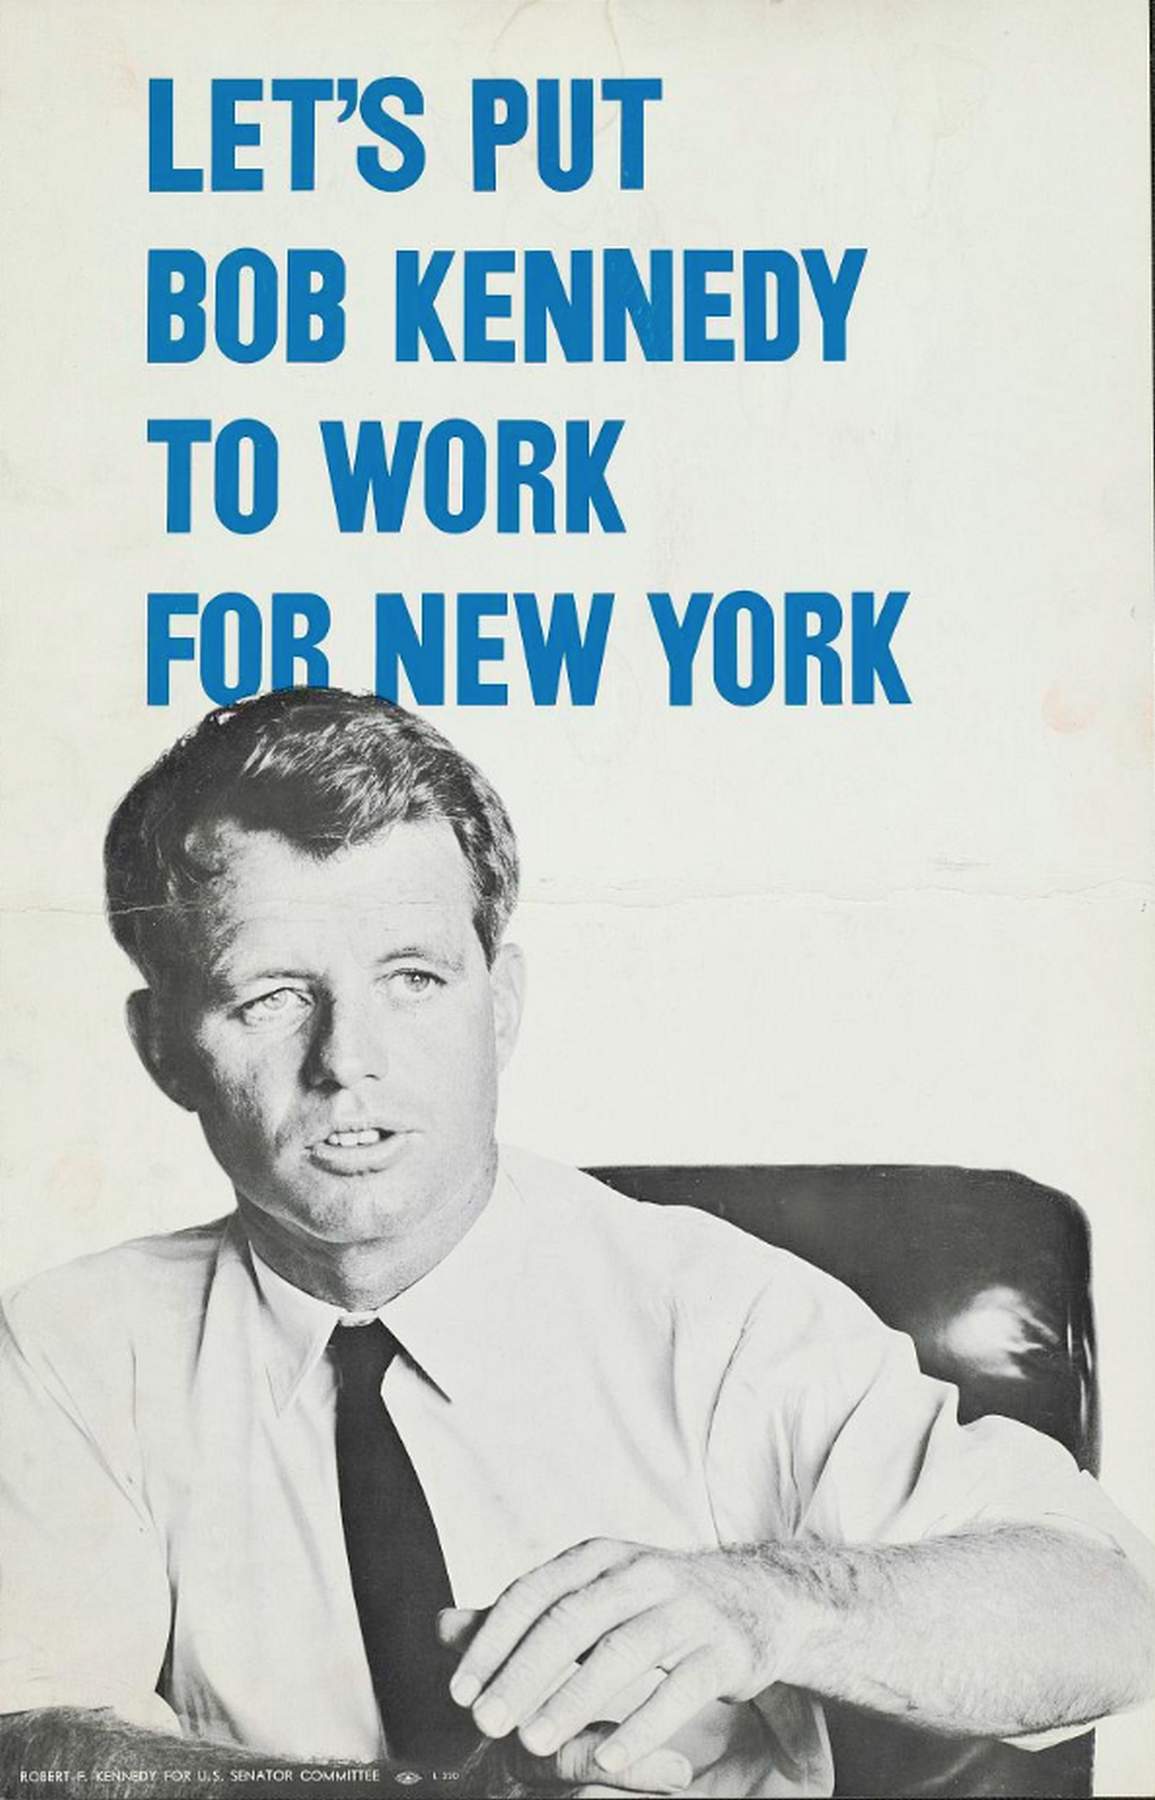 LET'S PUT
BOB KENNEDY
TO WORK
FOR NEW YORK
ROBERT F. KENNEDY FOR U.S. SENATOR COMMITTEE